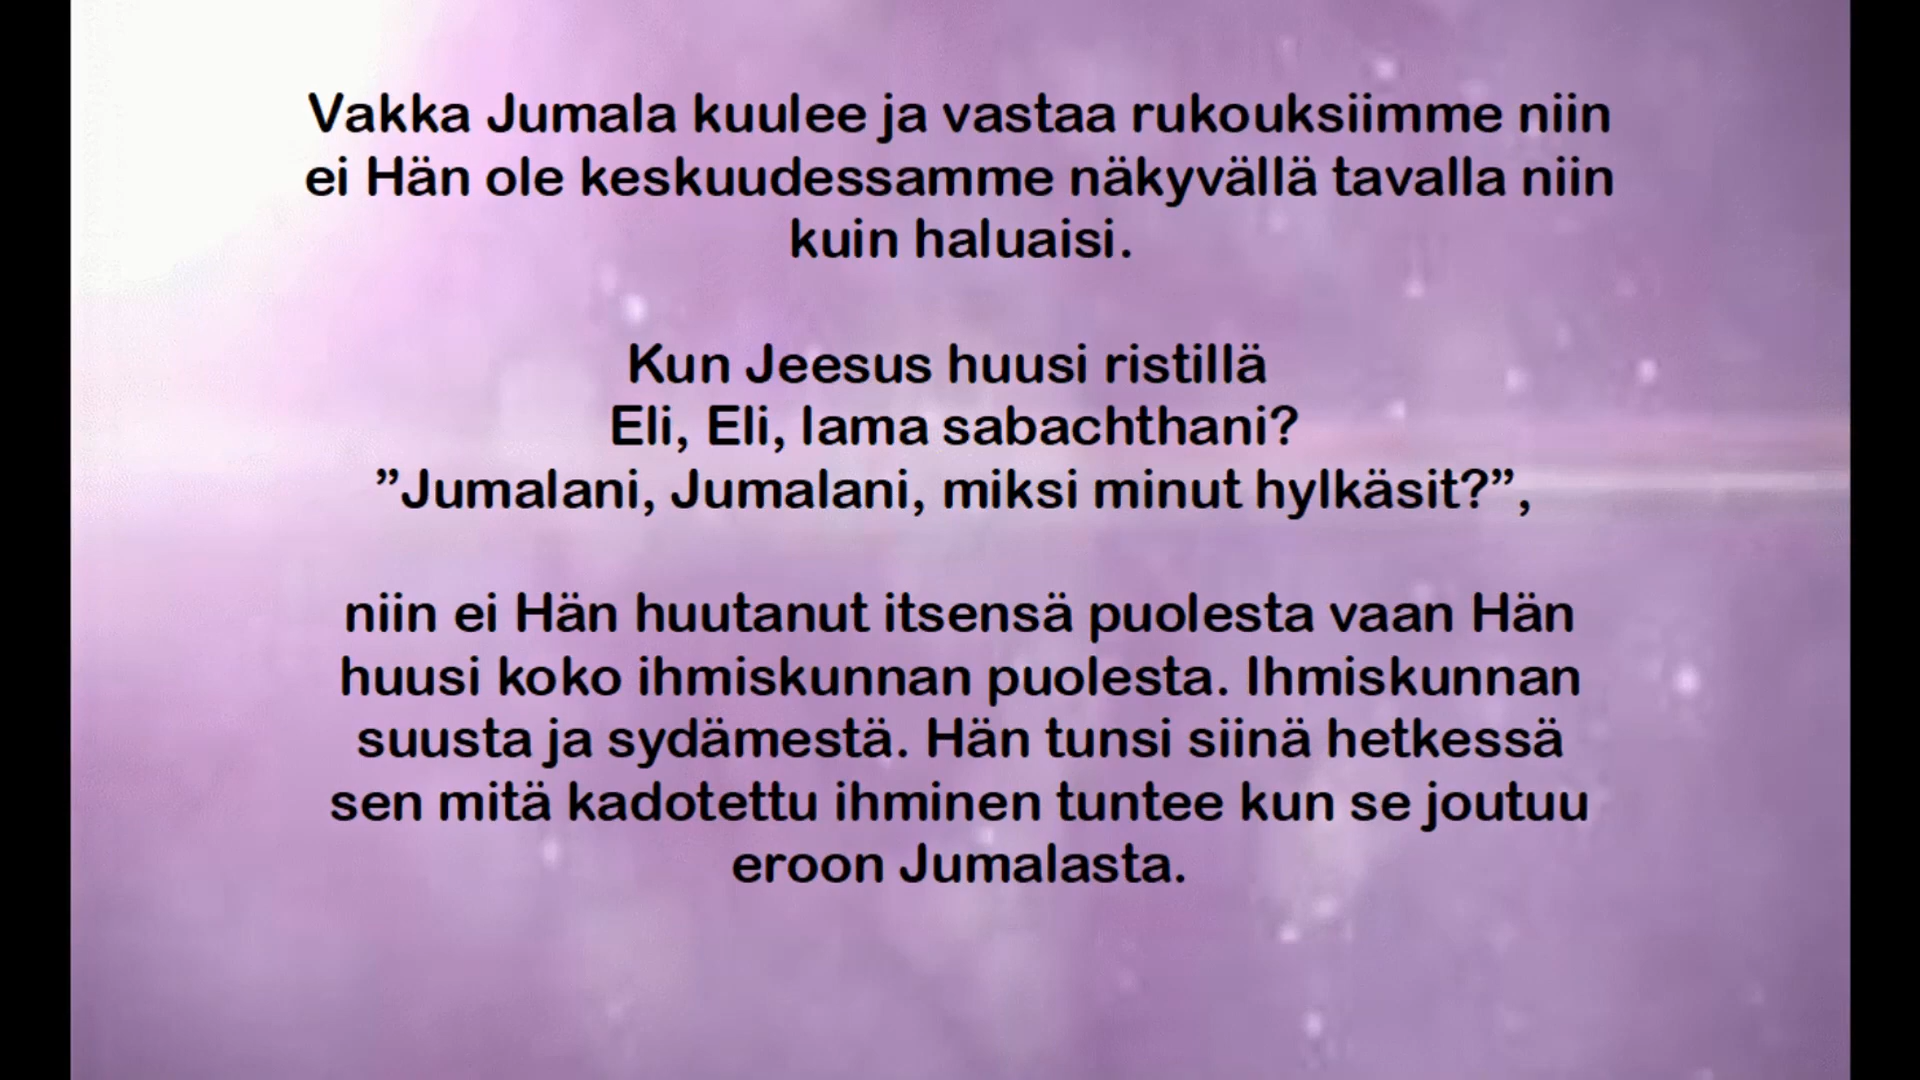 Vakka Jumala kuulee ja vastaa rukouksiimme niin
ei Hän ole keskuudessamme näkyvällä tavalla niin
kuin haluaisi.
Kun Jeesus huusi ristillä
Eli, Eli, lama sabachthani?
”Jumalani, Jumalani, miksi minut hylkäsit?”,
niin ei Hän huutanut itsensä puolesta vaan Hän
huusi koko ihmiskunnan puolesta. Ihmiskunnan
suusta ja sydämestä. Hän tunsi siinä hetkessä
sen mitä kadotettu ihminen tuntee kun se joutuu
eroon Jumalasta.